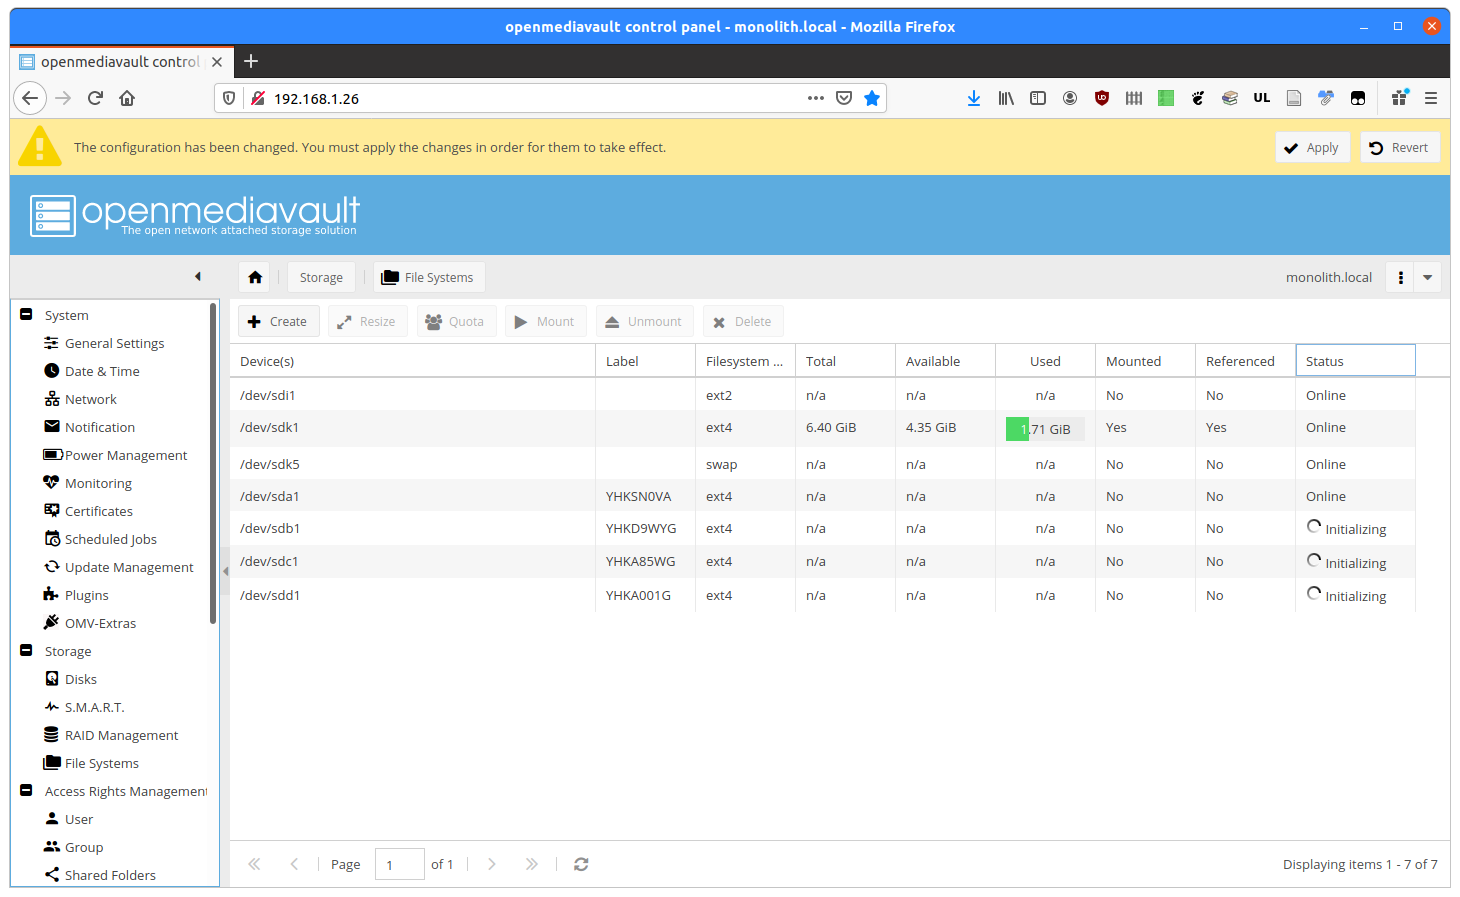 openmediavault control panel - monolith.local - Mozilla Firefox
openmediavault control
192.168.1.26
UL
The configuration has been changed. You must apply the changes in order for them to take effect.
Apply
Revert
openmediavault
The open network attached storage solution
Storage
File Systems
monolith.local
System
General Settings
Date & Time
Network
Notification
Power Management
Monitoring
Certificates
Scheduled Jobs
Update Management
Plugins
OMV-Extras
Storage
Disks
S.M.A.R.T.
RAID Management
File Systems
Access Rights Management
User
Group
Shared Folders
Create Resize Quota Mount Unmount Delete
Device(s) Label Filesystem ... Total Available Used Mounted Referenced Status
/dev/sdi1 ext2 n/a n/a n/a No No Online
/dev/sdk1 ext4 6.40 GiB 4.35 GiB 1.71 GiB Yes Yes Online
/dev/sdk5 swap n/a n/a n/a No No Online
/dev/sda1 YHKSN0VA ext4 n/a n/a n/a No No Online
/dev/sdb1 YHKD9WYG ext4 n/a n/a n/a No No Initializing
/dev/sdc1 YHKA85WG ext4 n/a n/a n/a No No Initializing
/dev/sdd1 YHKA001G ext4 n/a n/a n/a No No Initializing
Page 1 of 1
Displaying items 1 - 7 of 7